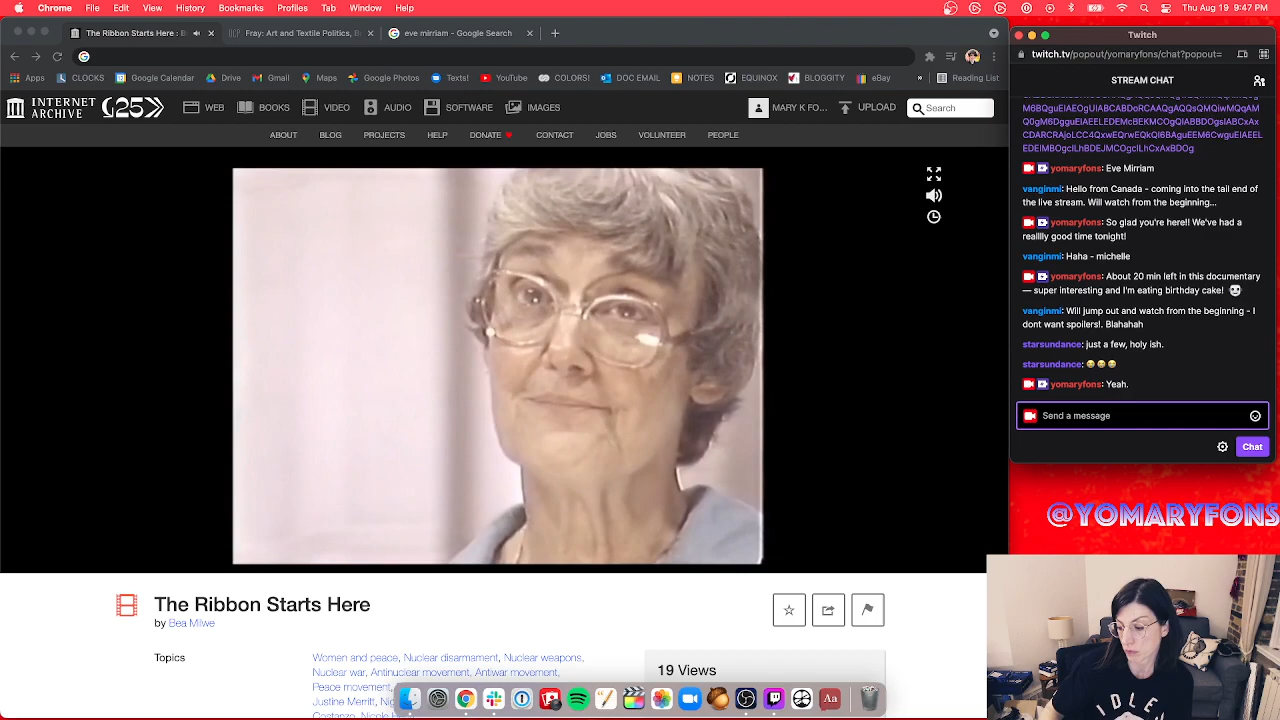 Chrome File Edit View History Bookmarks Profiles Tab Window Help Thu Aug 19 9:47 PM
The Ribbon Starts Here : B Fray: Art and Textile Politics, B eve mirriam - Google Search
Apps CLOCKS Google Calendar Drive Gmail Maps Google Photos Texts! YouTube COLORS! DOC EMAIL NOTES EQUINOX BLOGGITY eBay » Reading List
INTERNET ARCHIVE 25 WEB BOOKS VIDEO AUDIO SOFTWARE IMAGES MARY K FO... UPLOAD Search
ABOUT BLOG PROJECTS HELP DONATE CONTACT JOBS VOLUNTEER PEOPLE
The Ribbon Starts Here
by Bea Milwe
Topics
Women and peace, Nuclear disarmament, Nuclear weapons,
Nuclear war, Antinuclear movement, Antiwar movement,
Peace movement,
Justine Merritt,
19 Views
Twitch
twitch.tv/popout/yomaryfons/chat?popout=
STREAM CHAT
yomaryfons: Eve Mirriam
vanginmi: Hello from Canada - coming into the tail end of
the live stream. Will watch from the beginning...
yomaryfons: So glad you're here!! We've had a
realllly good time tonight!
vanginmi: Haha - michelle
yomaryfons: About 20 min left in this documentary
— super interesting and I'm eating birthday cake!
vanginmi: Will jump out and watch from the beginning - I
dont want spoilers!. Blahahah
starsundance: just a few, holy ish.
starsundance: 😂😂😂
yomaryfons: Yeah.
Send a message
Chat
@YOMARYFONS